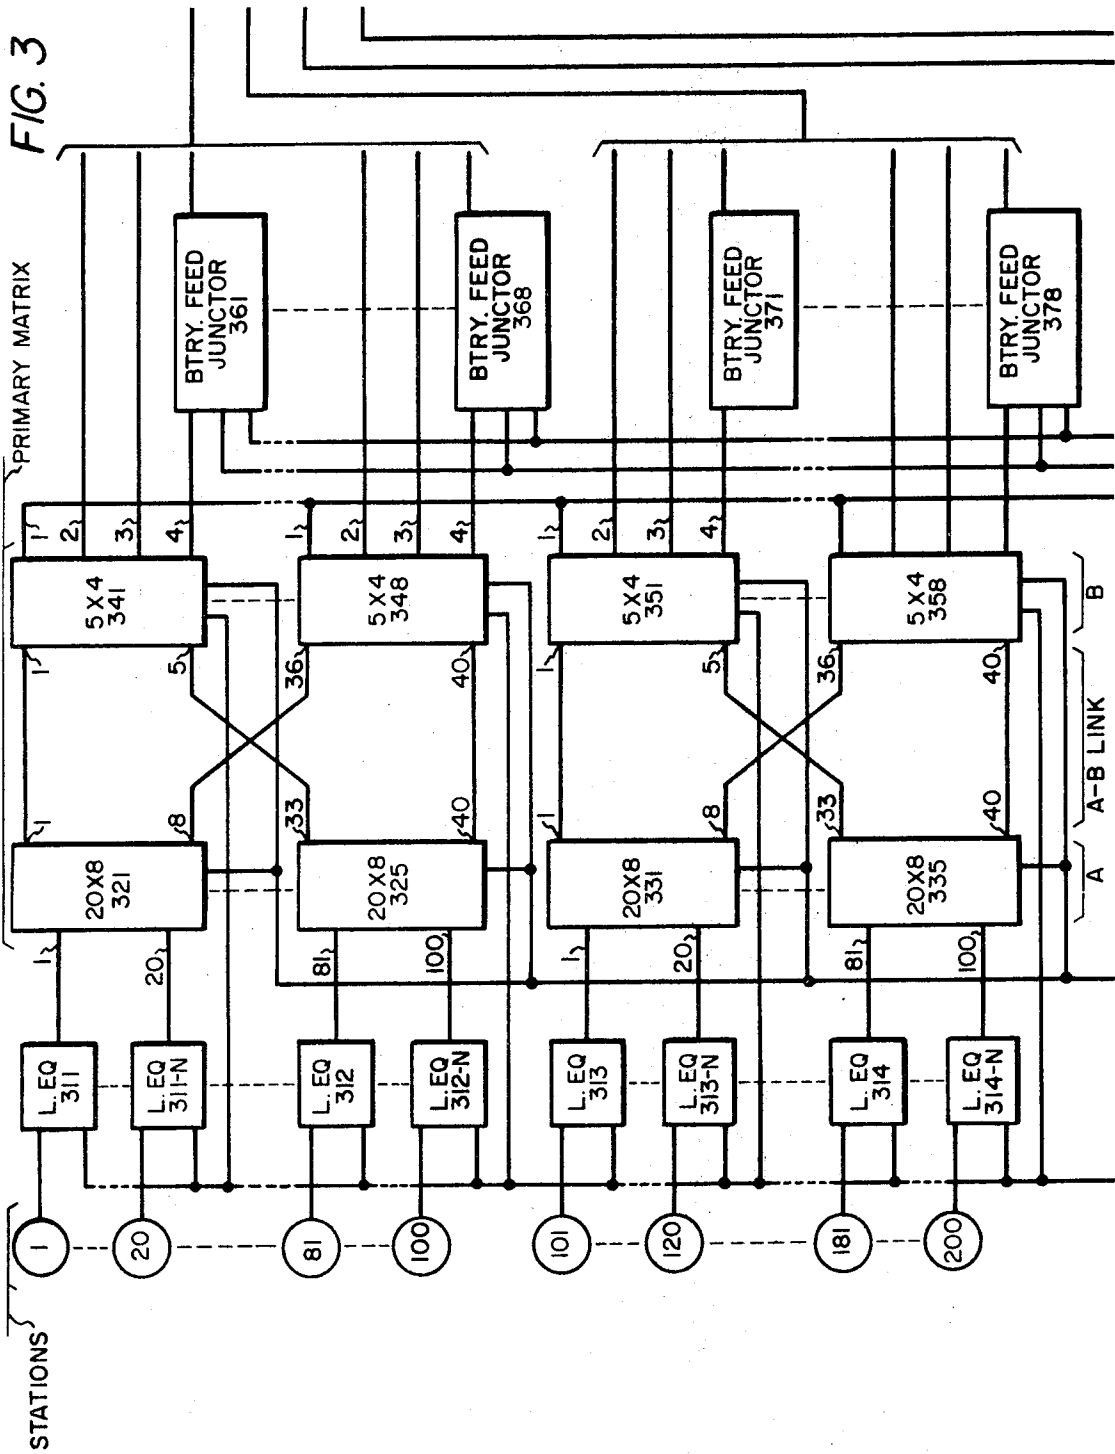 FIG. 3
PRIMARY MATRIX
STATIONS
1
20
81
100
101
120
181
200
L. EQ
311
L. EQ
311-N
L. EQ
312
L. EQ
312-N
L. EQ
313
L. EQ
313-N
L. EQ
314
L. EQ
314-N
1
20
81
100
1
20
81
100
20X8
321
20X8
325
20X8
331
20X8
335
A
1
8
33
40
1
8
33
40
A-B LINK
1
5
36
40
1
5
36
40
5X4
341
5X4
348
5X4
351
5X4
358
B
1
2
3
4
1
2
3
4
1
2
3
4
BTRY. FEED
JUNCTOR
361
BTRY. FEED
JUNCTOR
368
BTRY. FEED
JUNCTOR
371
BTRY. FEED
JUNCTOR
378